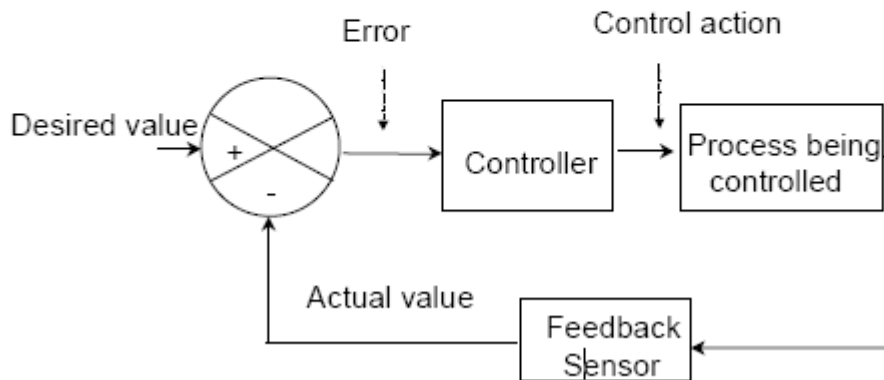 Error
Control action
Desired value
+
-
Controller
Process being
controlled
Actual value
Feedback
Sensor